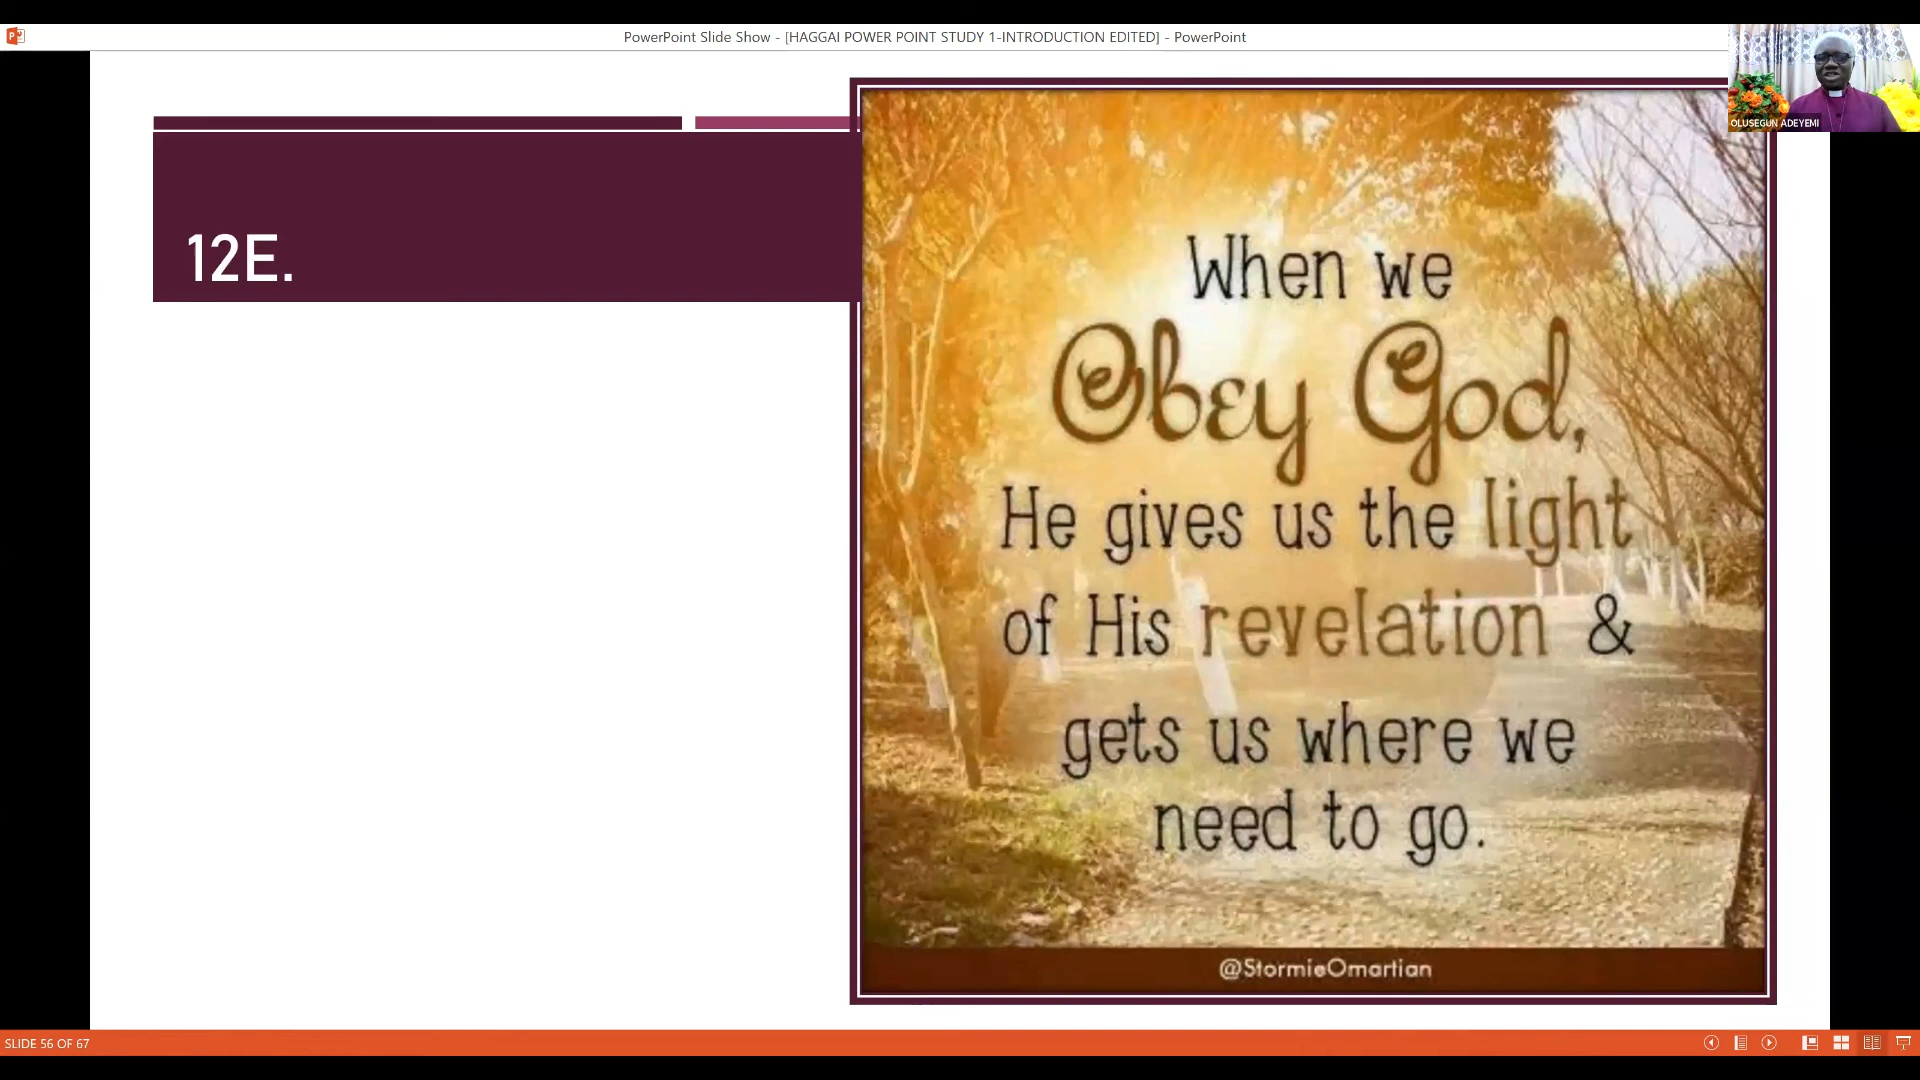 PowerPoint Slide Show - [HAGGAI POWER POINT STUDY 1-INTRODUCTION EDITED] - PowerPoint
OLUSEGUN ADEYEMI
12E.
When we
Obey God,
He gives us the light
of His revelation &
gets us where we
need to go.
@StormieOmartian
SLIDE 56 OF 67